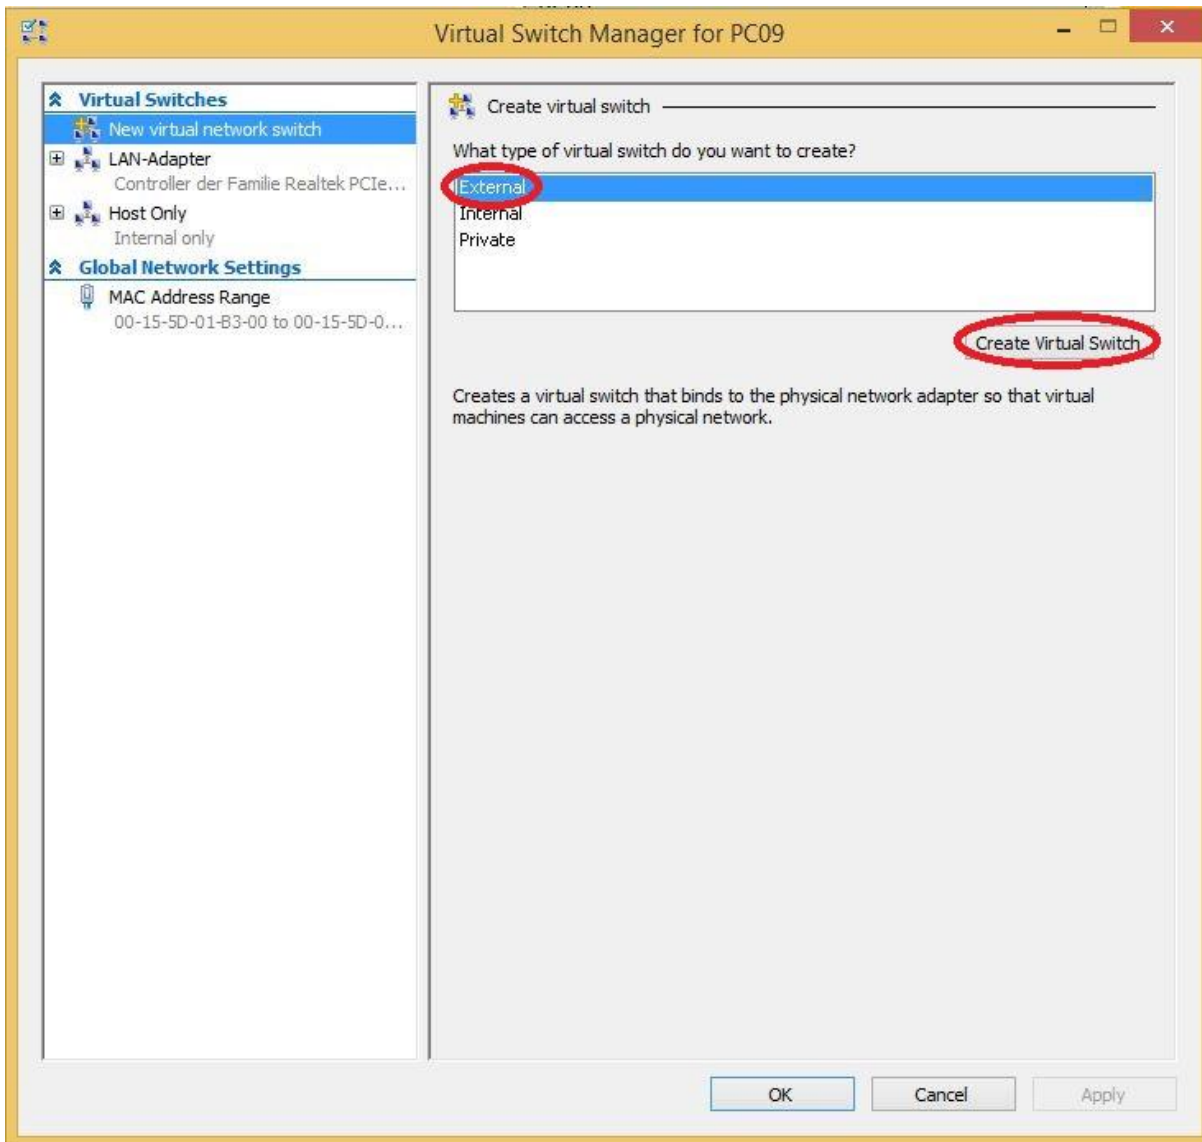 Virtual Switch Manager for PC09
Virtual Switches
New virtual network switch
LAN-Adapter
Controller der Familie Realtek PCIe...
Host Only
Internal only
Global Network Settings
MAC Address Range
00-15-5D-01-B3-00 to 00-15-5D-0...
Create virtual switch
What type of virtual switch do you want to create?
External
Internal
Private
Create Virtual Switch
Creates a virtual switch that binds to the physical network adapter so that virtual
machines can access a physical network.
OK
Cancel
Apply